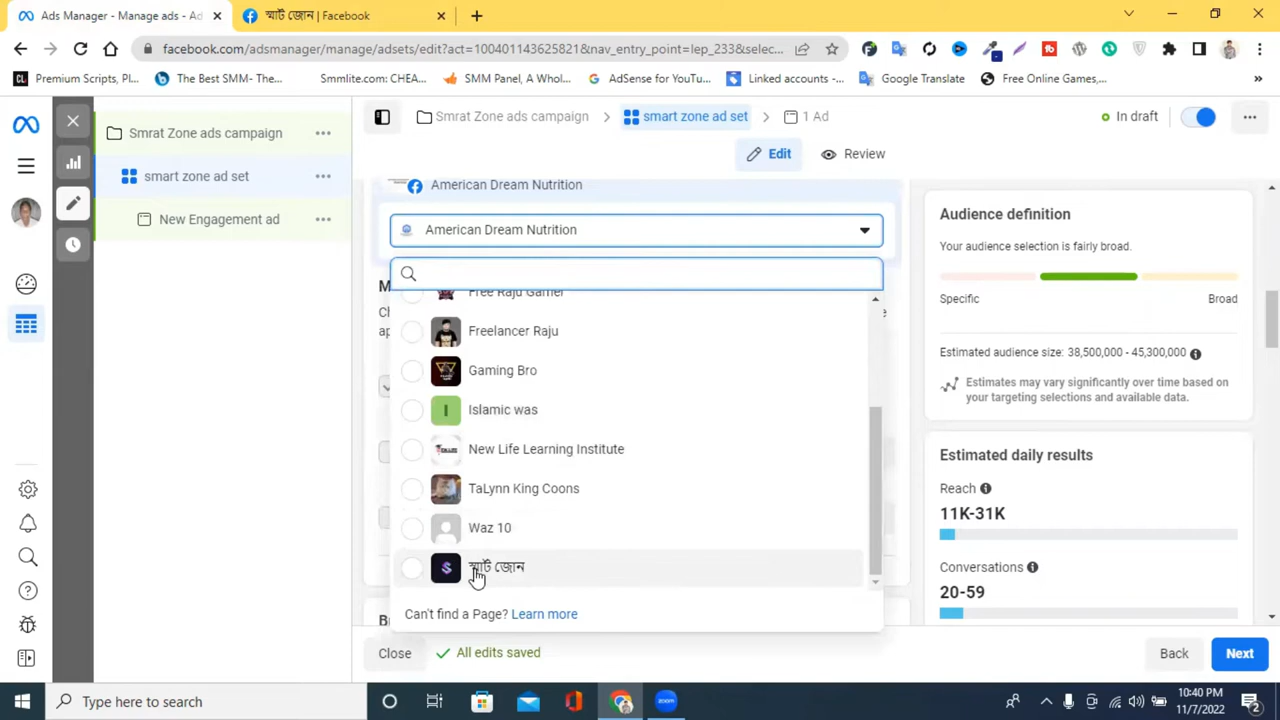 Ads Manager - Manage ads - Ad
স্মার্ট জোন | Facebook
facebook.com/adsmanager/manage/adsets/edit?act=100401143625821&nav_entry_point=lep_233&selec...
Premium Scripts, Pl...
The Best SMM- The...
Smmlite.com: CHEA...
SMM Panel, A Whol...
AdSense for YouTu...
Linked accounts -...
Google Translate
Free Online Games,...
Smrat Zone ads campaign
smart zone ad set
New Engagement ad
Smrat Zone ads campaign > smart zone ad set > 1 Ad
In draft
Edit
Review
American Dream Nutrition
American Dream Nutrition
Free Raju Gamer
Freelancer Raju
Gaming Bro
Islamic was
New Life Learning Institute
TaLynn King Coons
Waz 10
স্মার্ট জোন
Can't find a Page? Learn more
Close
All edits saved
Back
Next
Audience definition
Your audience selection is fairly broad.
Specific
Broad
Estimated audience size: 38,500,000 - 45,300,000
Estimates may vary significantly over time based on
your targeting selections and available data.
Estimated daily results
Reach
11K-31K
Conversations
20-59
Type here to search
10:40 PM
11/7/2022
2